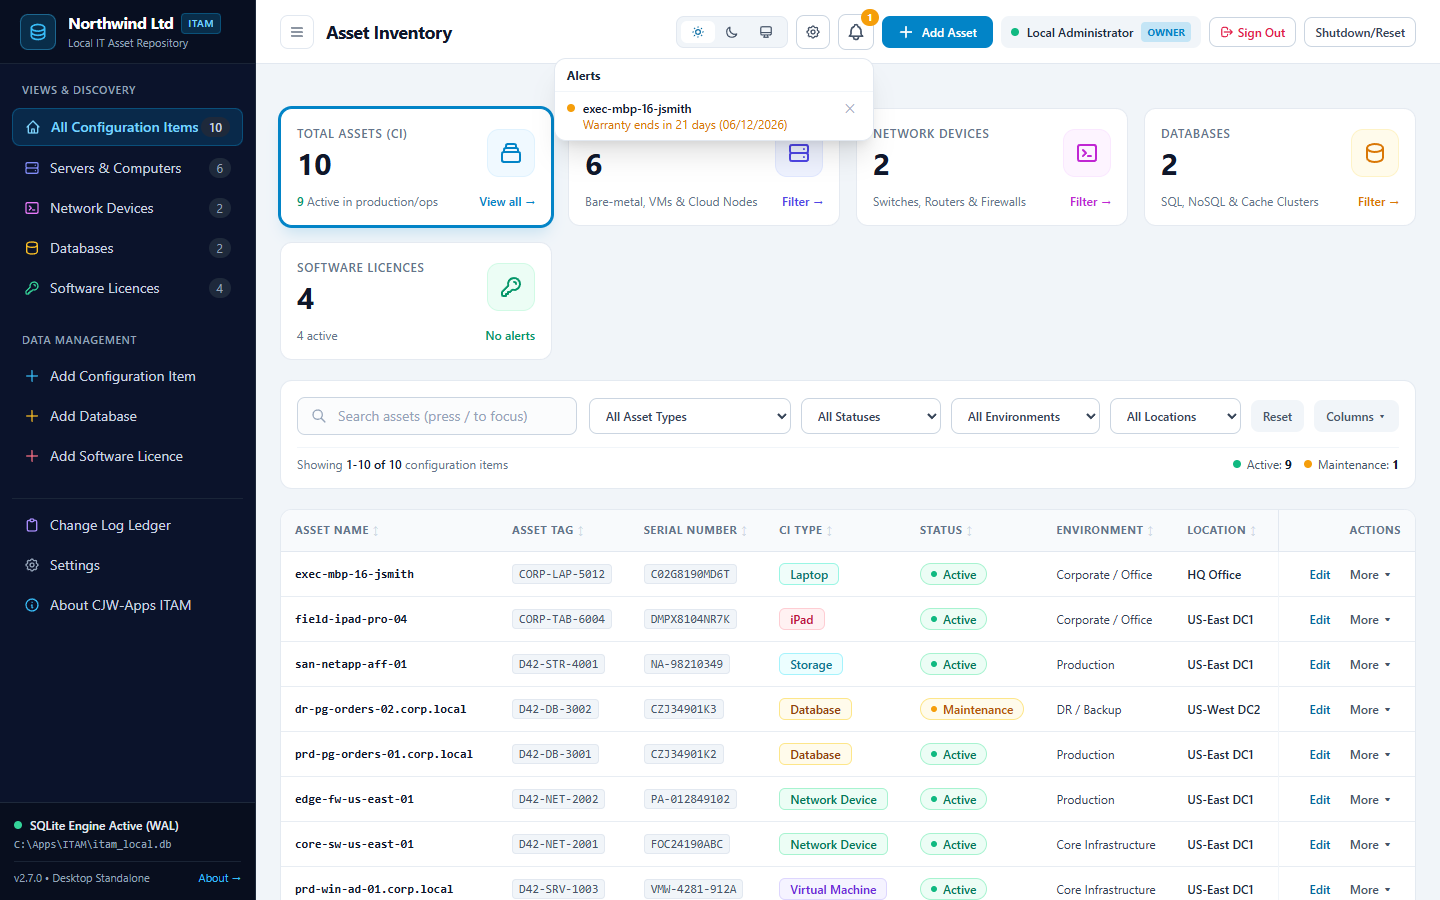 Northwind Ltd ITAM
Local IT Asset Repository
VIEWS & DISCOVERY
All Configuration Items 10
Servers & Computers 6
Network Devices 2
Databases 2
Software Licences 4
DATA MANAGEMENT
Add Configuration Item
Add Database
Add Software Licence
Change Log Ledger
Settings
About CJW-Apps ITAM
SQLite Engine Active (WAL)
C:\Apps\ITAM\itam_local.db
v2.7.0 • Desktop Standalone About →
Asset Inventory
1
Add Asset
Local Administrator OWNER
Sign Out
Shutdown/Reset
Alerts
exec-mbp-16-jsmith
Warranty ends in 21 days (06/12/2026)
TOTAL ASSETS (CI)
10
9 Active in production/ops View all →
6
Bare-metal, VMs & Cloud Nodes Filter →
NETWORK DEVICES
2
Switches, Routers & Firewalls Filter →
DATABASES
2
SQL, NoSQL & Cache Clusters Filter →
SOFTWARE LICENCES
4
4 active No alerts
Search assets (press / to focus) All Asset Types All Statuses All Environments All Locations Reset Columns
Showing 1-10 of 10 configuration items Active: 9 Maintenance: 1
ASSET NAME ASSET TAG SERIAL NUMBER CI TYPE STATUS ENVIRONMENT LOCATION ACTIONS
exec-mbp-16-jsmith CORP-LAP-5012 C02G8190MD6T Laptop Active Corporate / Office HQ Office Edit More
field-ipad-pro-04 CORP-TAB-6004 DMPX8104NR7K iPad Active Corporate / Office US-East DC1 Edit More
san-netapp-aff-01 D42-STR-4001 NA-98210349 Storage Active Production US-East DC1 Edit More
dr-pg-orders-02.corp.local D42-DB-3002 CZJ34901K3 Database Maintenance DR / Backup US-West DC2 Edit More
prd-pg-orders-01.corp.local D42-DB-3001 CZJ34901K2 Database Active Production US-East DC1 Edit More
edge-fw-us-east-01 D42-NET-2002 PA-012849102 Network Device Active Production US-East DC1 Edit More
core-sw-us-east-01 D42-NET-2001 FOC24190ABC Network Device Active Core Infrastructure US-East DC1 Edit More
prd-win-ad-01.corp.local D42-SRV-1003 VMW-4281-912A Virtual Machine Active Core Infrastructure US-East DC1 Edit More